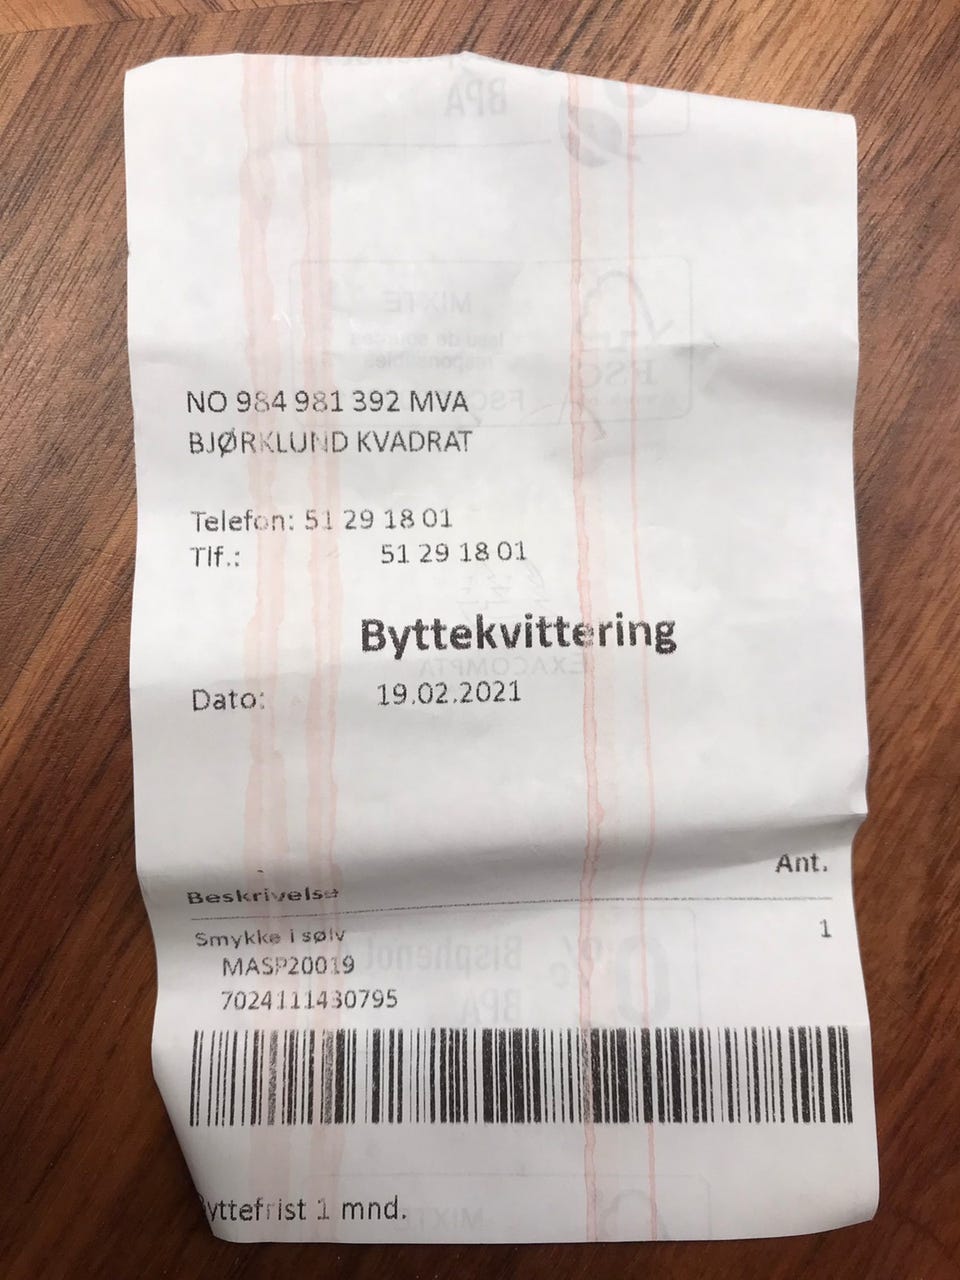 NO 984 981 392 MVA
BJØRKLUND KVADRAT
Telefon: 51 29 18 01
Tlf.: 51 29 18 01
Byttekvittering
Dato: 19.02.2021
Beskrivelse Ant.
Smykke i sølv 1
MASP20019
7024111430795
Byttefrist 1 mnd.